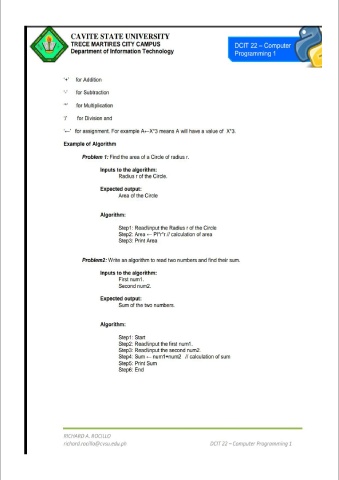 CAVITE STATE UNIVERSITY
TRECE MARTIRES CITY CAMPUS
Department of Information Technology
DCIT 22 – Computer
Programming 1
'+' for Addition
'-' for Subtraction
'*' for Multiplication
'/' for Division and
'←' for assignment. For example A←X*3 means A will have a value of X*3.
Example of Algorithm
Problem 1: Find the area of a Circle of radius r.
Inputs to the algorithm:
Radius r of the Circle.
Expected output:
Area of the Circle
Algorithm:
Step1: Read\input the Radius r of the Circle
Step2: Area ← PI*r*r // calculation of area
Step3: Print Area
Problem2: Write an algorithm to read two numbers and find their sum.
Inputs to the algorithm:
First num1.
Second num2.
Expected output:
Sum of the two numbers.
Algorithm:
Step1: Start
Step2: Read\input the first num1.
Step3: Read\input the second num2.
Step4: Sum ← num1+num2 // calculation of sum
Step5: Print Sum
Step6: End
RICHARD A. ROCILLO
DCIT 22 – Computer Programming 1